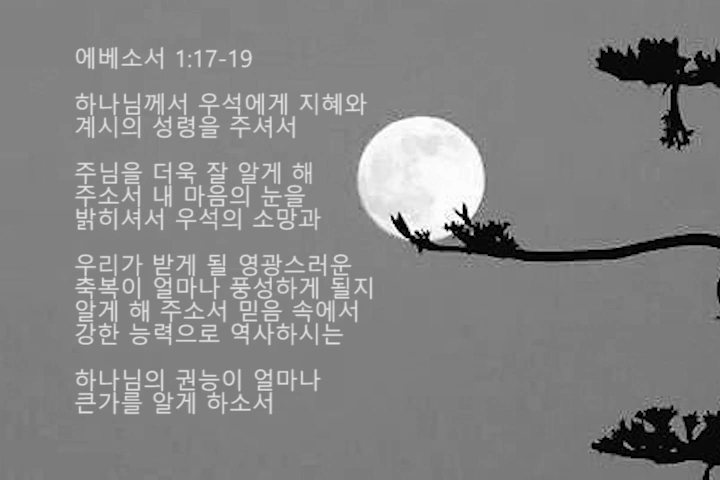 에베소서 1:17-19
하나님께서 우석에게 지혜와
계시의 성령을 주셔서
주님을 더욱 잘 알게 해
주소서 내 마음의 눈을
밝히셔서 우석의 소망과
우리가 받게 될 영광스러운
축복이 얼마나 풍성하게 될지
알게 해 주소서 믿음 속에서
강한 능력으로 역사하시는
하나님의 권능이 얼마나
큰가를 알게 하소서